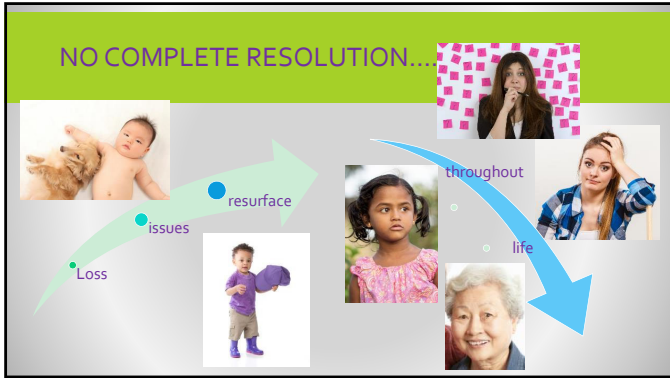 NO COMPLETE RESOLUTION....
Loss
issues
resurface
throughout
life